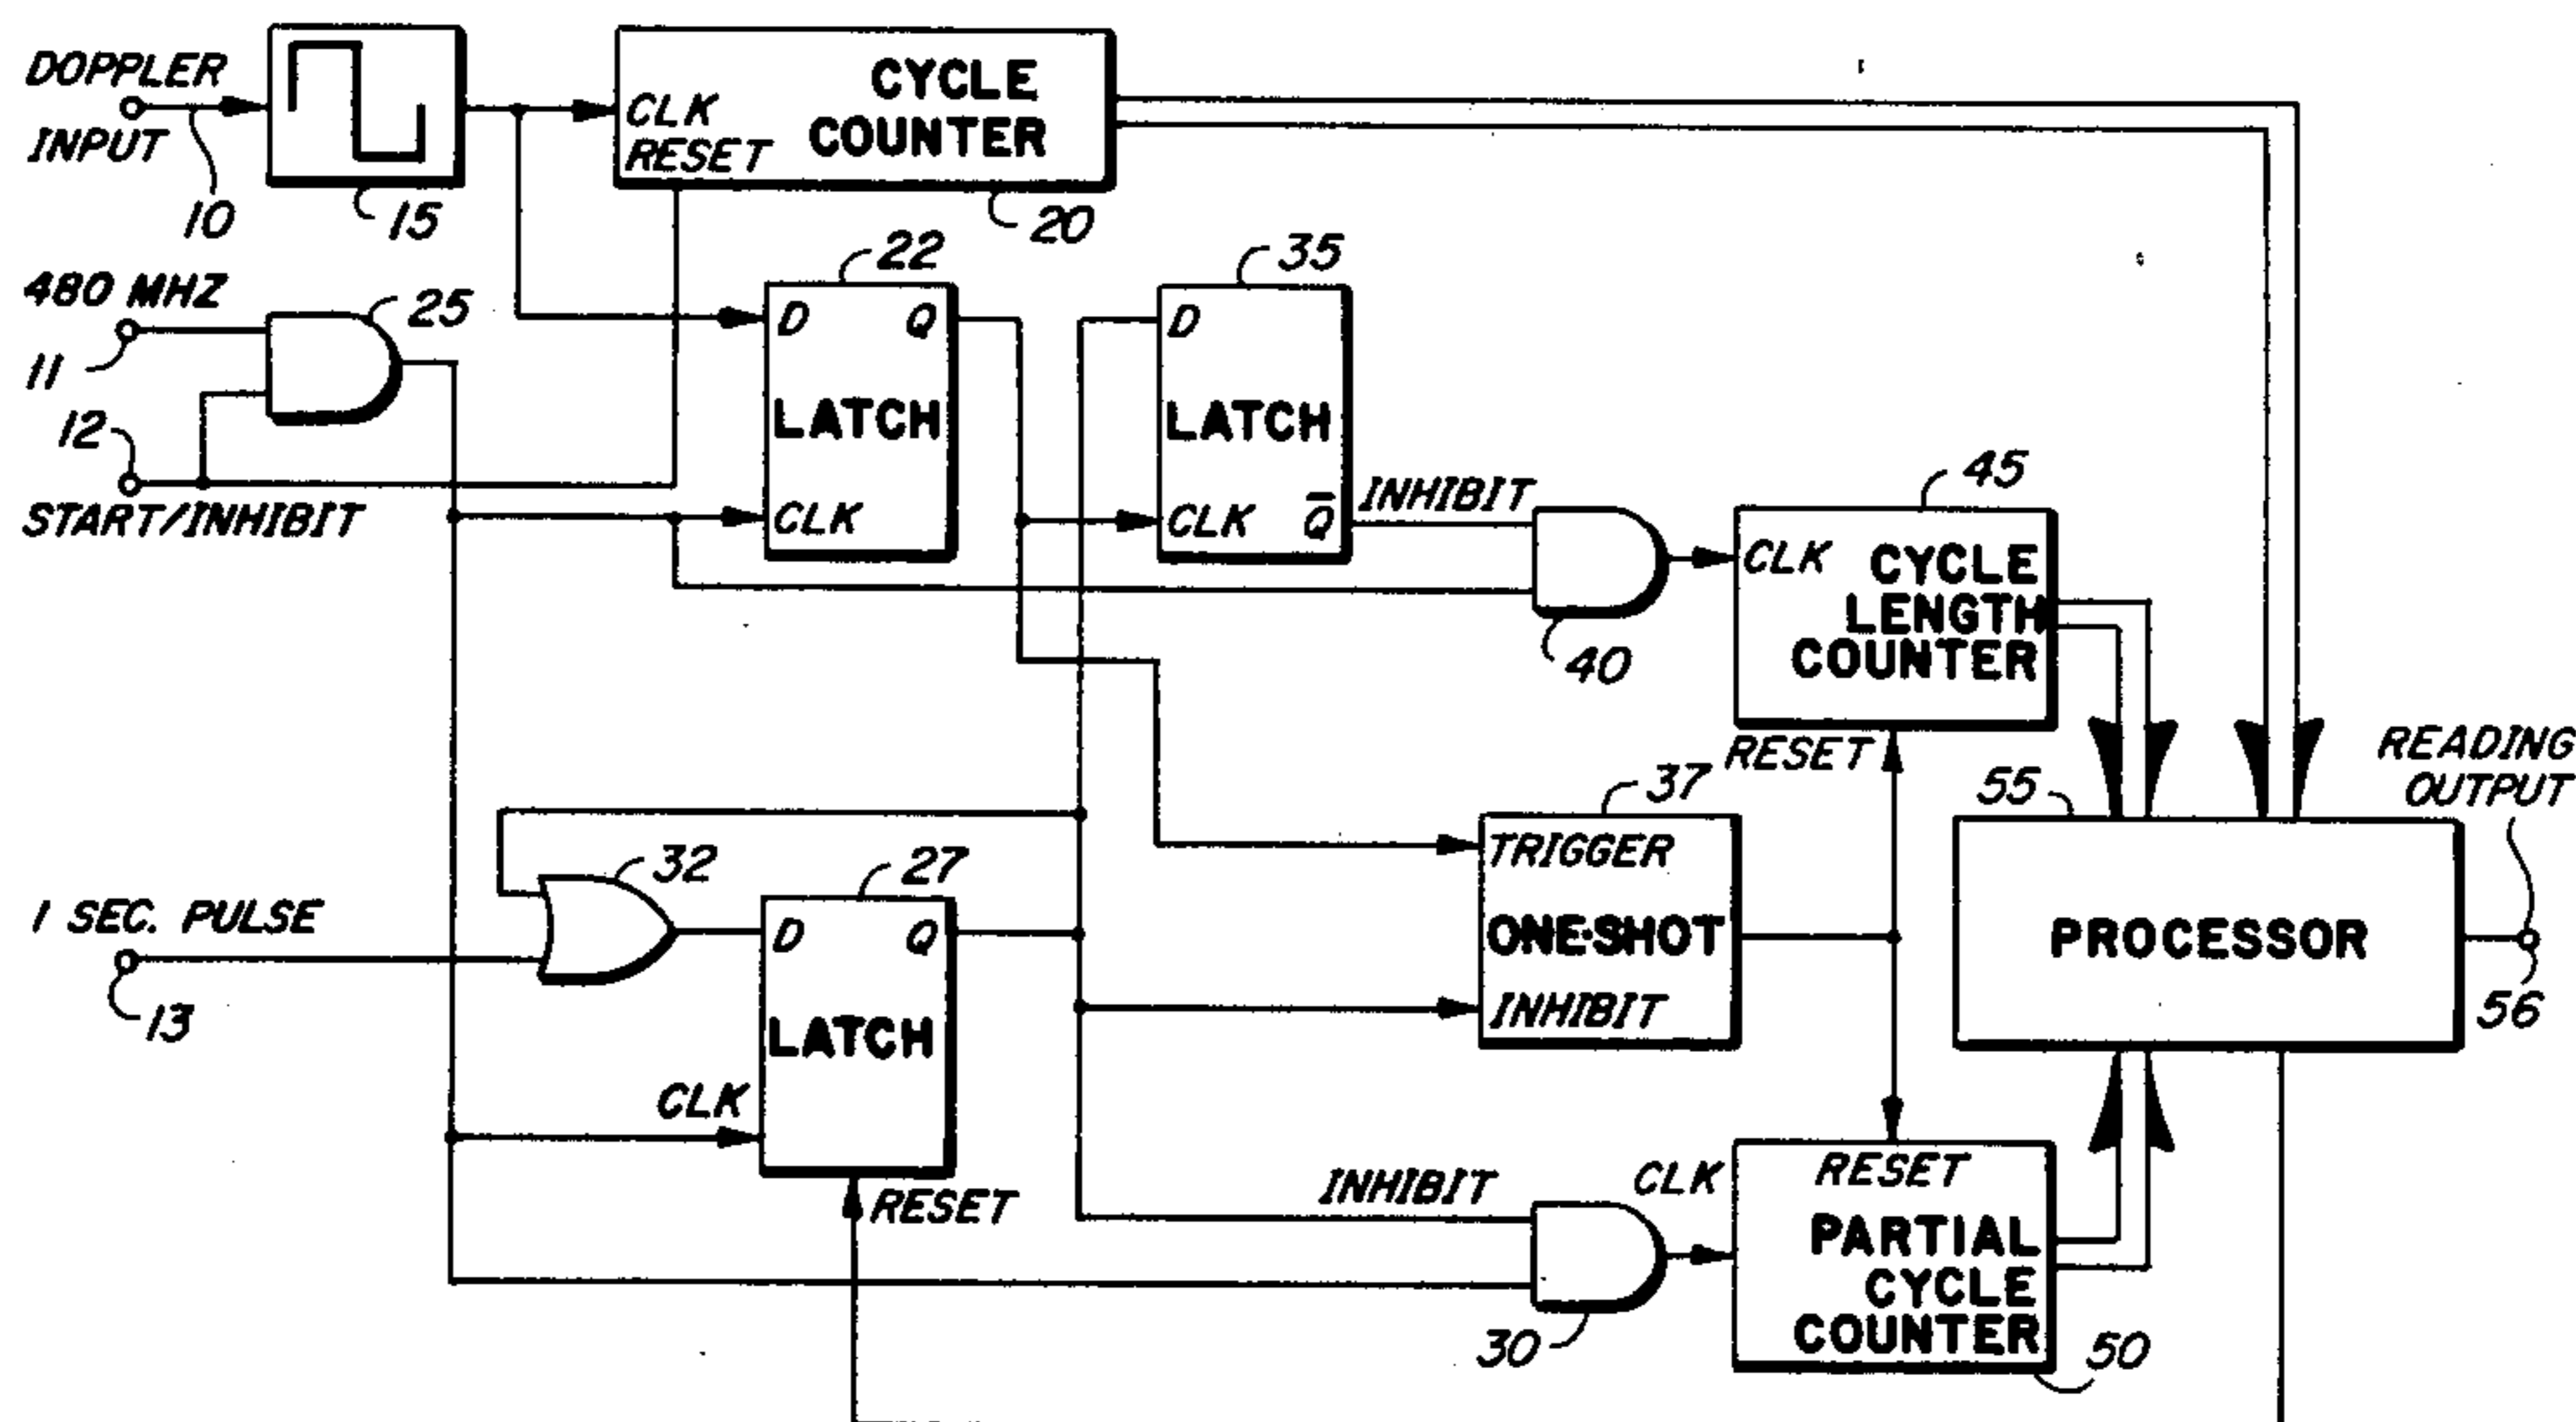 DOPPLER
INPUT
10
15
CLK
RESET
CYCLE
COUNTER
20
480 MHZ
11
25
12
START/INHIBIT
22
D
Q
LATCH
CLK
35
D
LATCH
CLK
Q̅
INHIBIT
40
45
CLK
CYCLE
LENGTH
COUNTER
RESET
1 SEC. PULSE
13
32
27
D
Q
LATCH
CLK
RESET
37
TRIGGER
ONE-SHOT
INHIBIT
55
PROCESSOR
READING
OUTPUT
56
INHIBIT
30
CLK
RESET
PARTIAL
CYCLE
COUNTER
50